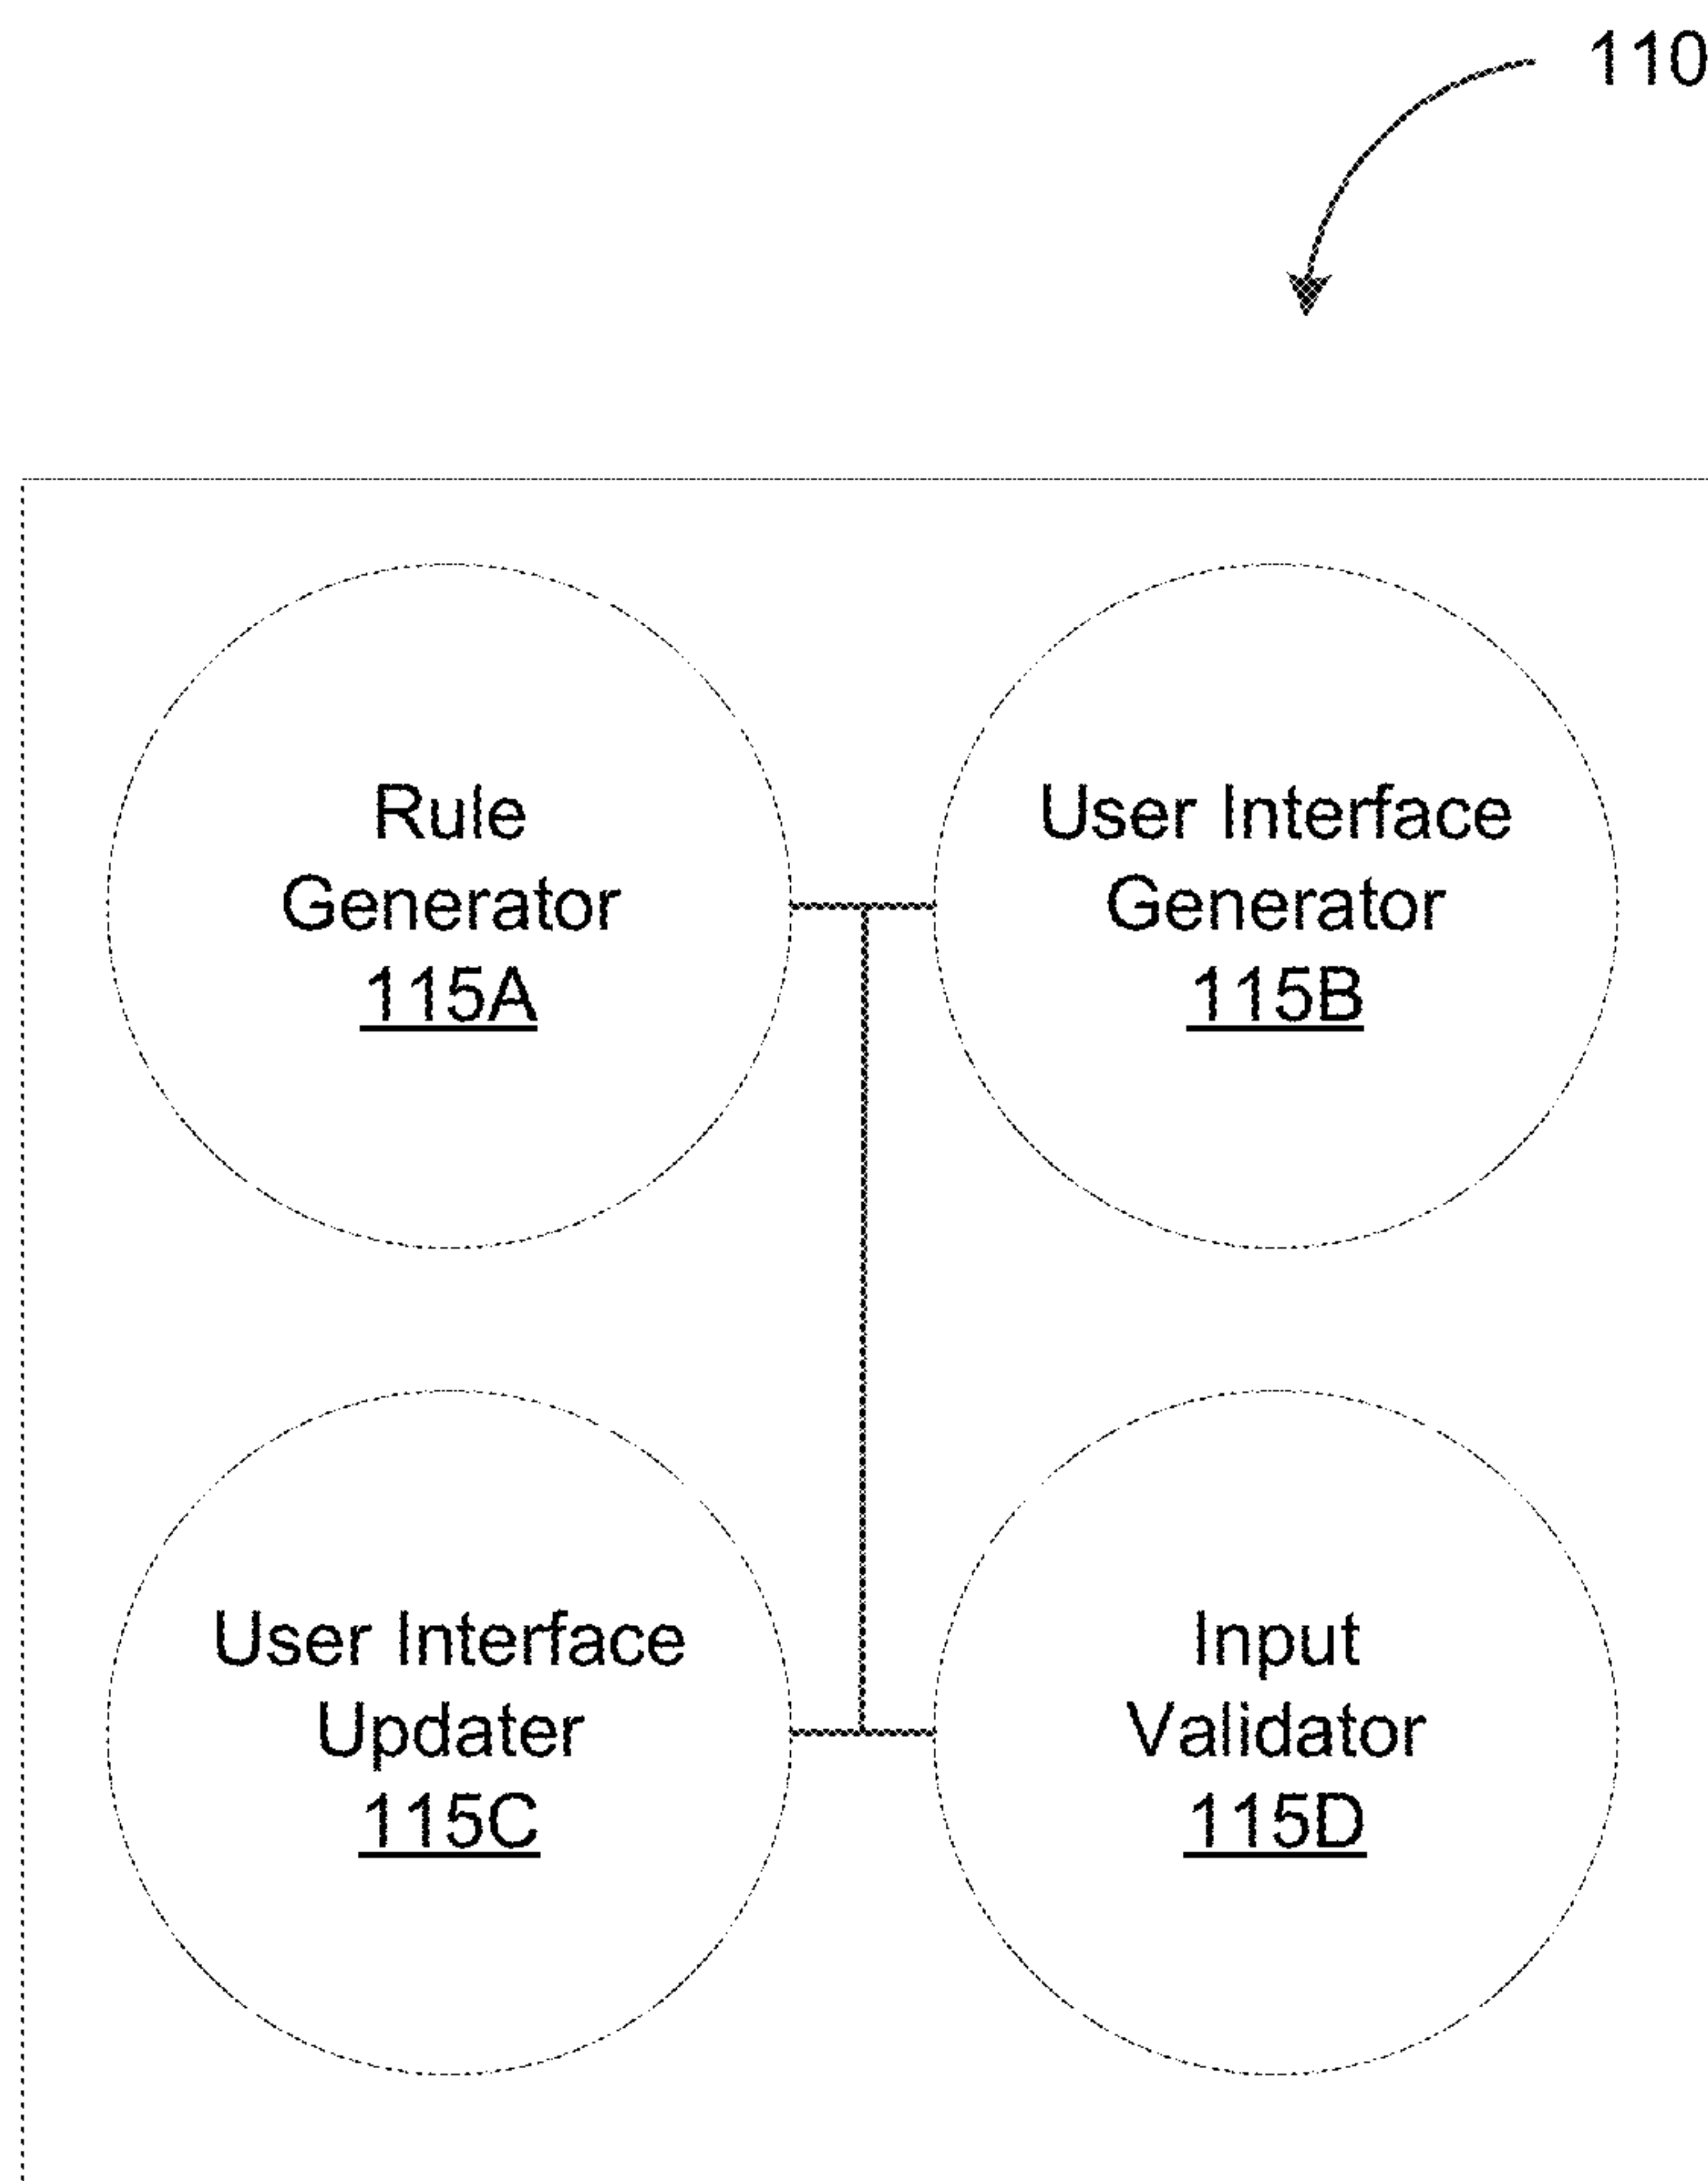 110
Rule
Generator
115A
User Interface
Generator
115B
User Interface
Updater
115C
Input
Validator
115D